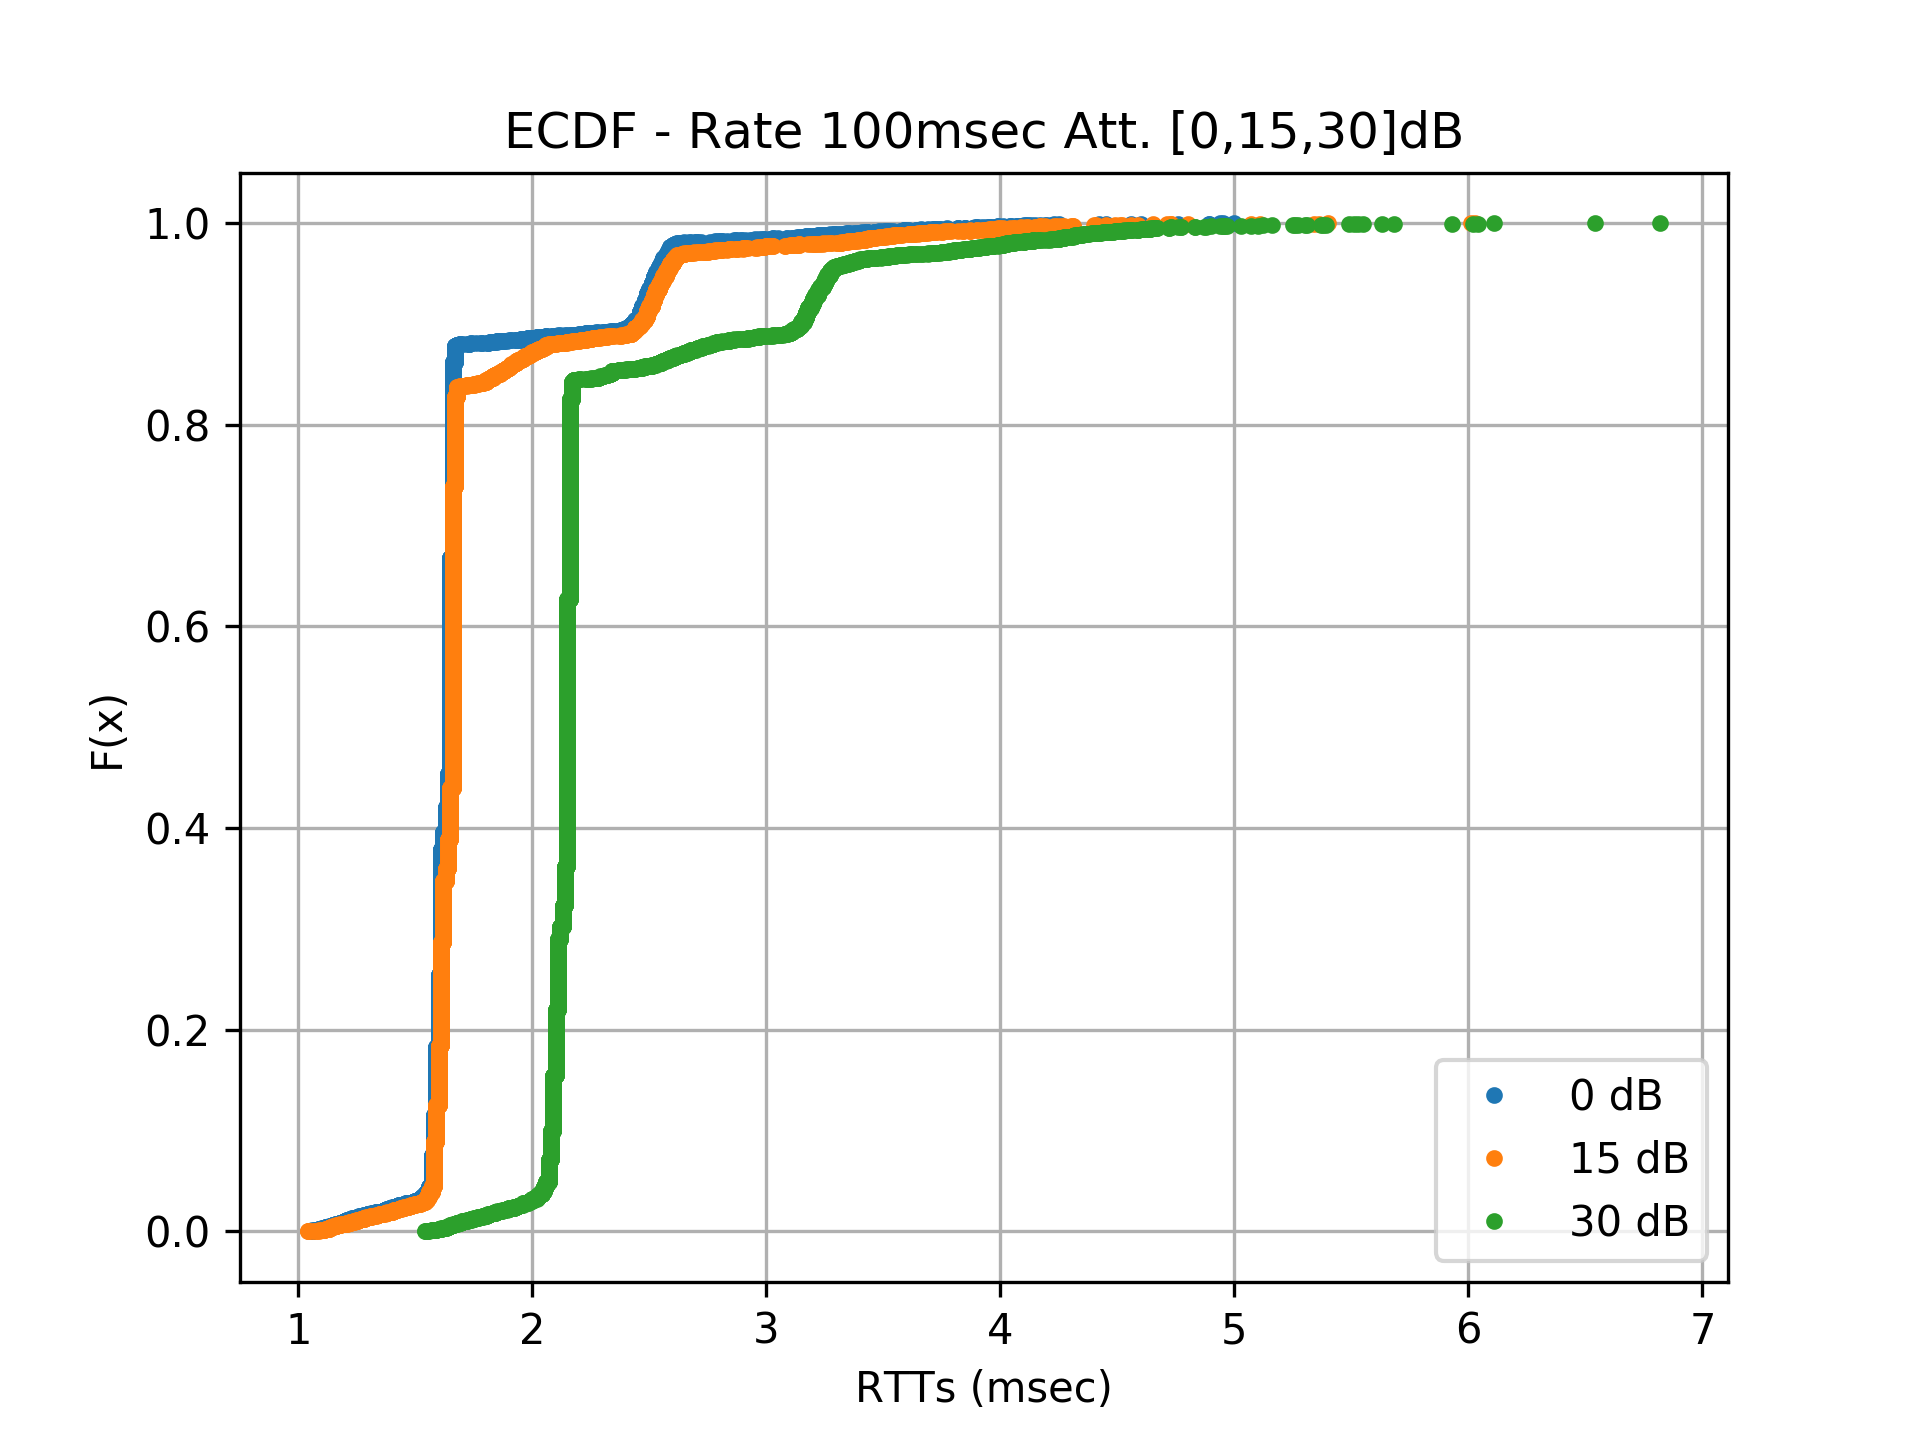 ECDF - Rate 100msec Att. [0,15,30]dB
1.0
0.8
0.6
0.4
0.2
0.0
F(x)
0 dB
15 dB
30 dB
1 2 3 4 5 6 7
RTTs (msec)